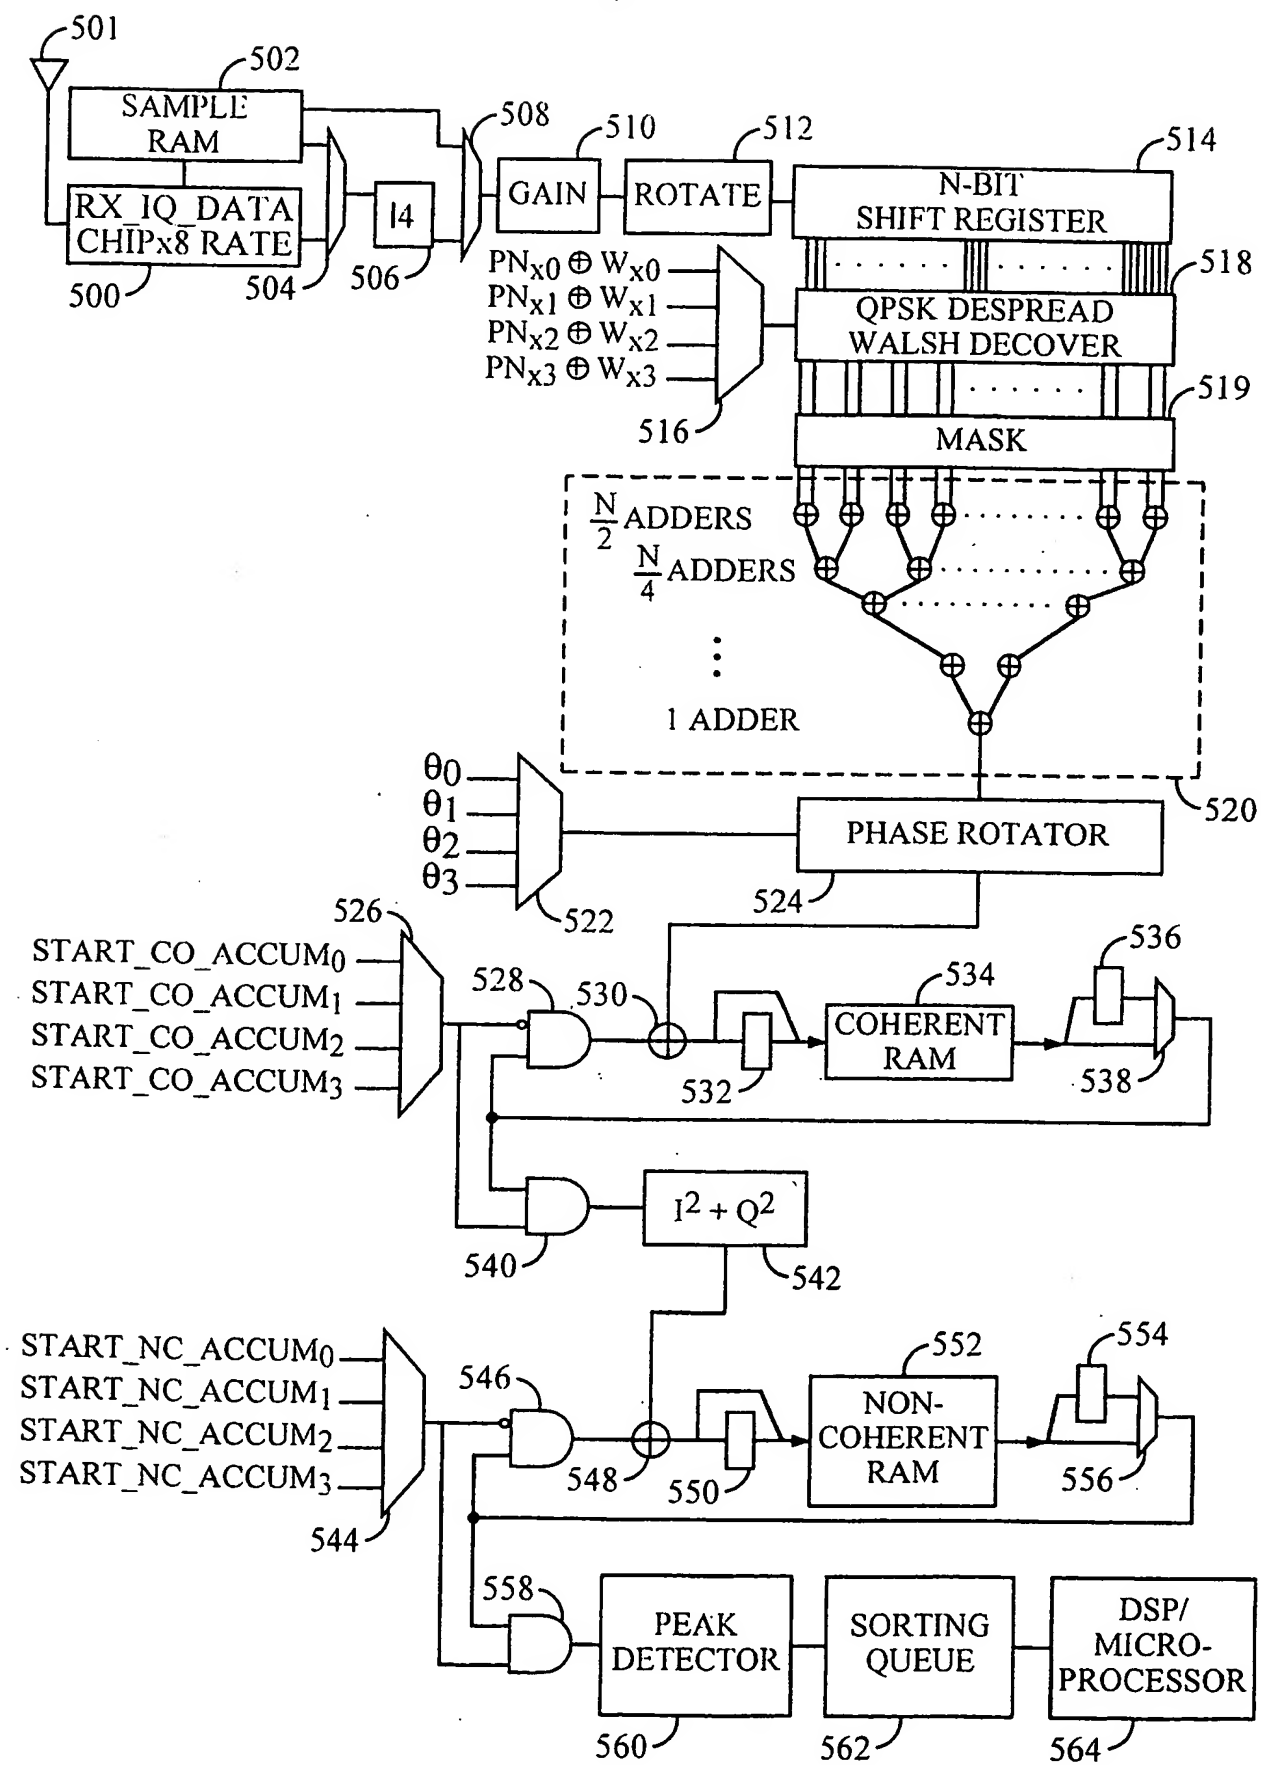 501
502
SAMPLE
RAM
RX_IQ_DATA
CHIPx8 RATE
500
504
I4
506
508
510
GAIN
512
ROTATE
514
N-BIT
SHIFT REGISTER
PNx0 ⊕ Wx0
PNx1 ⊕ Wx1
PNx2 ⊕ Wx2
PNx3 ⊕ Wx3
516
518
QPSK DESPREAD
WALSH DECOVER
519
MASK
N/2 ADDERS
N/4 ADDERS
1 ADDER
520
θ0
θ1
θ2
θ3
522
PHASE ROTATOR
524
526
START_CO_ACCUM0
START_CO_ACCUM1
START_CO_ACCUM2
START_CO_ACCUM3
528
530
532
534
COHERENT
RAM
536
538
540
I² + Q²
542
START_NC_ACCUM0
START_NC_ACCUM1
START_NC_ACCUM2
START_NC_ACCUM3
544
546
548
550
552
NON-
COHERENT
RAM
554
556
558
PEAK
DETECTOR
560
SORTING
QUEUE
562
DSP/
MICRO-
PROCESSOR
564